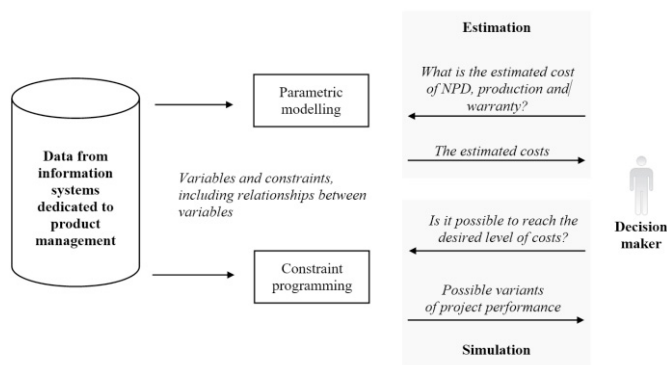 Estimation
What is the estimated cost
of NPD, production and
warranty?
Parametric
modelling
The estimated costs
Data from
information
systems
dedicated to
product
management
Variables and constraints,
including relationships between
variables
Is it possible to reach the
desired level of costs?
Decision
maker
Constraint
programming
Possible variants
of project performance
Simulation